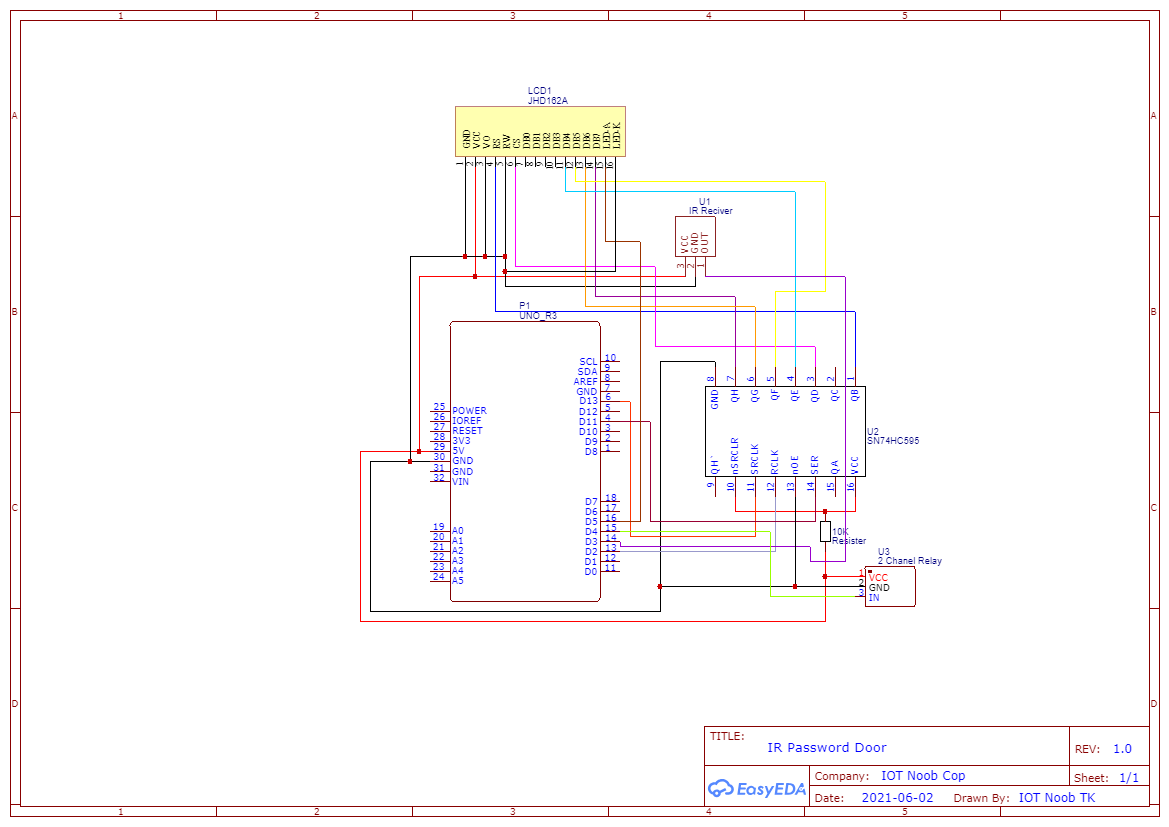 1 2 3 4 5
A A
B B
C C
D D
1 2 3 4 5
LCD1
JHD162A
GND VCC VO RS RW CS DB0 DB1 DB2 DB3 DB4 DB5 DB6 DB7 LED-A LED-K
1 2 3 4 5 6 7 8 9 10 11 12 13 14 15 16
U1
IR Reciver
VCC GND OUT
3 2 1
P1
UNO_R3
SCL 10
SDA 9
AREF 8
GND 7
D13 6
D12 5
D11 4
D10 3
D9 2
D8 1
25 POWER
26 IOREF
27 RESET
28 3V3
29 5V
30 GND
31 GND
32 VIN
D7 18
D6 17
D5 16
D4 15
D3 14
D2 13
D1 12
D0 11
19 A0
20 A1
21 A2
22 A3
23 A4
24 A5
8 7 6 5 4 3 2 1
GND QH QG QF QE QD QC QB
U2
SN74HC595
QH` nSRCLR SRCLK RCLK nOE SER QA VCC
9 10 11 12 13 14 15 16
10K
Resister
U3
2 Chanel Relay
1 VCC
2 GND
3 IN
TITLE:
IR Password Door
REV: 1.0
EasyEDA
Company: IOT Noob Cop
Sheet: 1/1
Date: 2021-06-02 Drawn By: IOT Noob TK